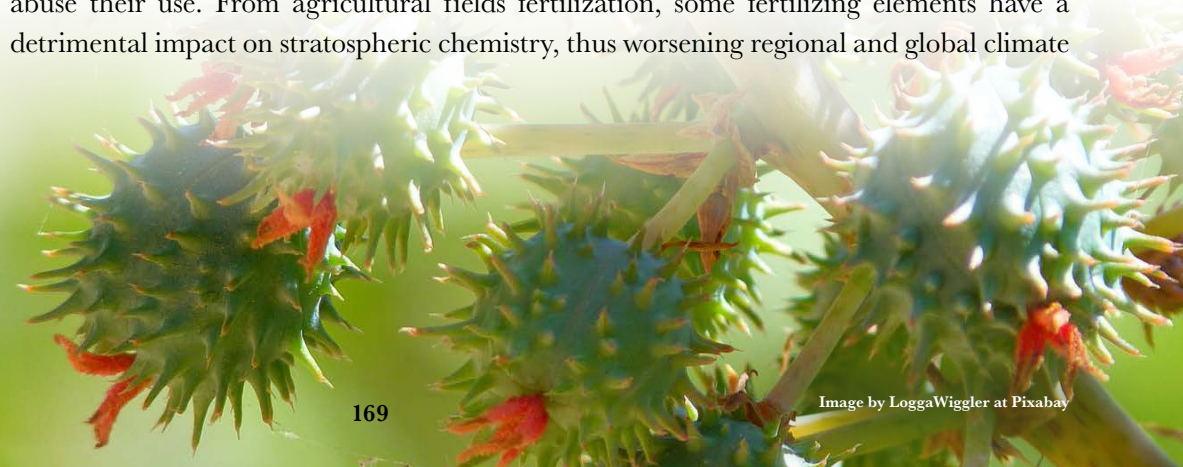 abuse their use. From agricultural fields fertilization, some fertilizing elements have a
detrimental impact on stratospheric chemistry, thus worsening regional and global climate
Image by LoggaWiggler at Pixabay
169